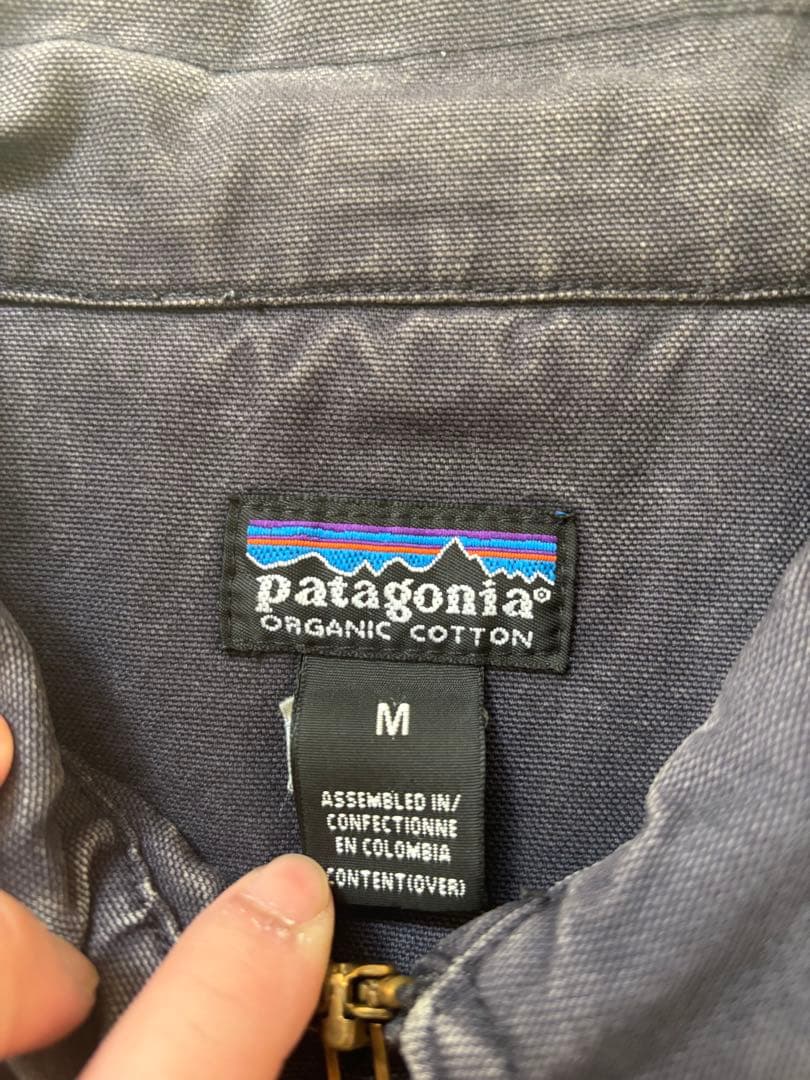 patagonia®
ORGANIC COTTON
M
ASSEMBLED IN/
CONFECTIONNE
EN COLOMBIA
CONTENT(OVER)